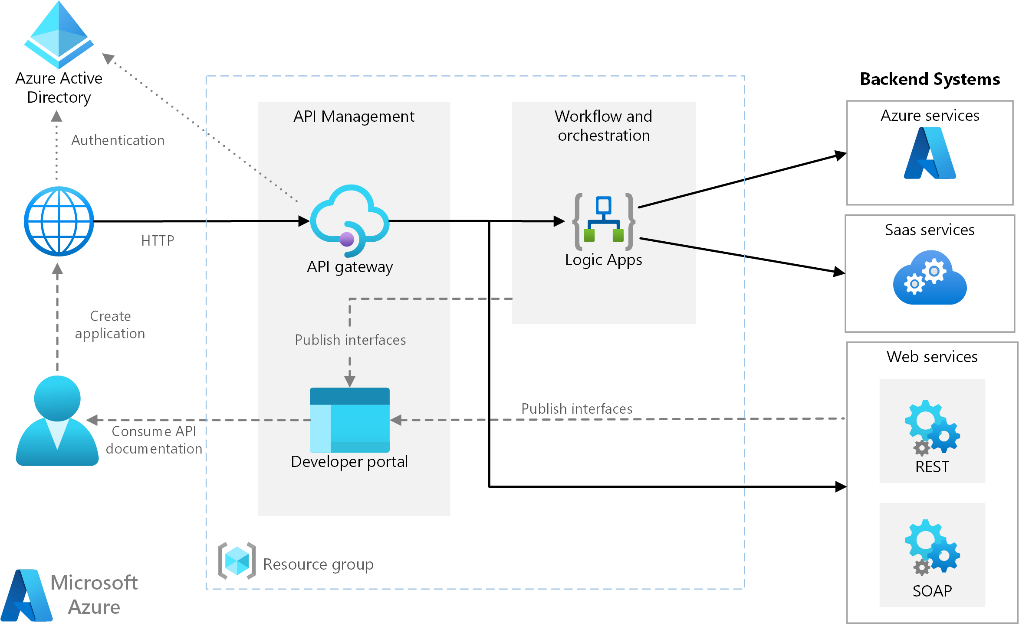 Azure Active
Directory
Authentication
HTTP
Create
application
Consume API
documentation
API Management
API gateway
Publish interfaces
Developer portal
Workflow and
orchestration
Logic Apps
Publish interfaces
Resource group
Backend Systems
Azure services
Saas services
Web services
REST
SOAP
Microsoft
Azure